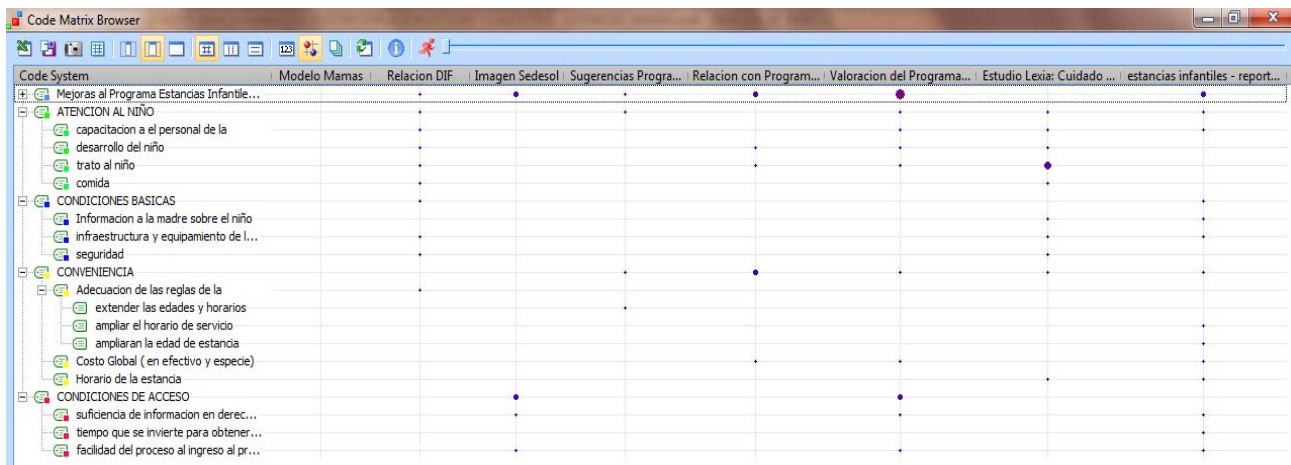 Code Matrix Browser
123
Code System Modelo Mamas Relacion DIF Imagen Sedesol Sugerencias Progra... Relacion con Program... Valoracion del Programa... Estudio Lexia: Cuidado ... estancias infantiles - report...
Mejoras al Programa Estancias Infantile...
ATENCION AL NIÑO
capacitacion a el personal de la
desarrollo del niño
trato al niño
comida
CONDICIONES BASICAS
Informacion a la madre sobre el niño
infraestructura y equipamiento de l...
seguridad
CONVENIENCIA
Adecuacion de las reglas de la
extender las edades y horarios
ampliar el horario de servicio
ampliaran la edad de estancia
Costo Global ( en efectivo y especie)
Horario de la estancia
CONDICIONES DE ACCESO
suficiencia de informacion en derec...
tiempo que se invierte para obtener...
facilidad del proceso al ingreso al pr...